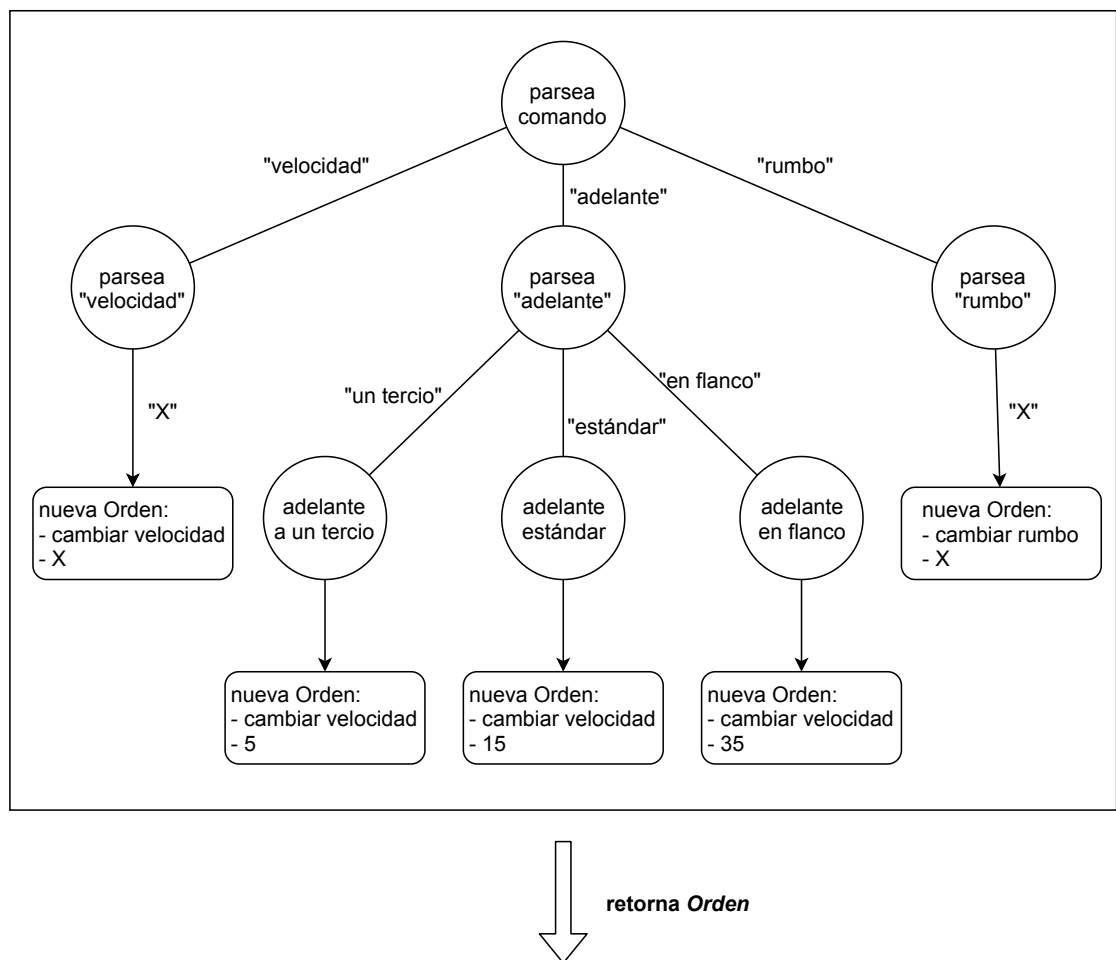 parsea
comando
"velocidad"
"adelante"
"rumbo"
parsea
"velocidad"
parsea
"adelante"
parsea
"rumbo"
"X"
"un tercio"
"estándar"
"en flanco"
"X"
nueva Orden:
- cambiar velocidad
- X
adelante
a un tercio
adelante
estándar
adelante
en flanco
nueva Orden:
- cambiar rumbo
- X
nueva Orden:
- cambiar velocidad
- 5
nueva Orden:
- cambiar velocidad
- 15
nueva Orden:
- cambiar velocidad
- 35
retorna Orden